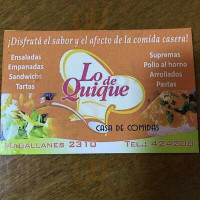 ¡Disfrutá el sabor y el afecto de la comida casera!
Ensaladas
Empanadas
Sandwichs
Tartas
Lo de
Quique
Supremas
Pollo al horno
Arrollados
Pastas
CASA DE COMIDAS
MAGALLANES 2310
TEL.: 424200